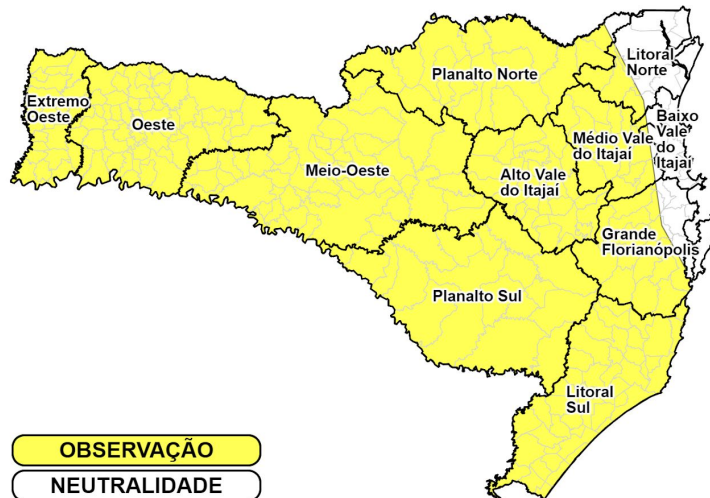 Litoral
Norte
Planalto Norte
Extremo
Oeste
Oeste
Baixo
Vale
do
Itajaí
Médio Vale
do Itajaí
Meio-Oeste
Alto Vale
do Itajaí
Grande
Florianópolis
Planalto Sul
Litoral
Sul
OBSERVAÇÃO
NEUTRALIDADE